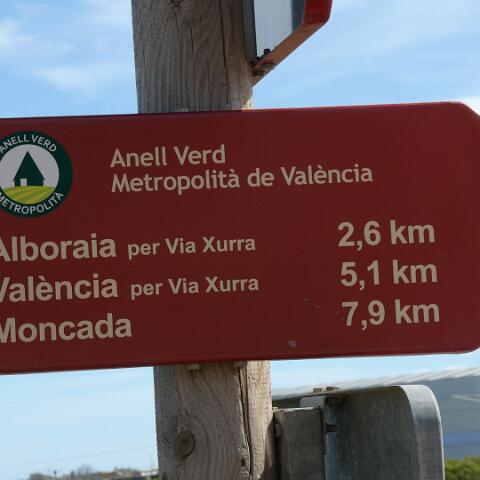 ANELL VERD
METROPOLITÀ
Anell Verd
Metropolità de València
Alboraia per Via Xurra 2,6 km
València per Via Xurra 5,1 km
Moncada 7,9 km